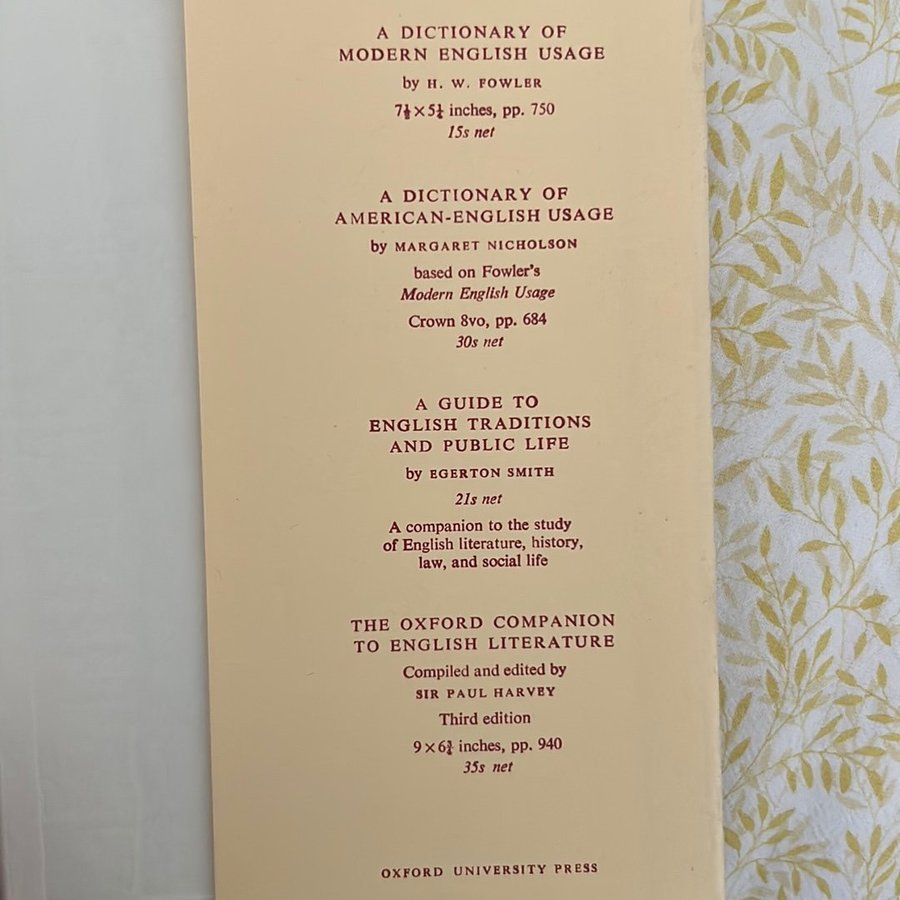 A DICTIONARY OF
MODERN ENGLISH USAGE
by H. W. FOWLER
7⅛×5¼ inches, pp. 750
15s net
A DICTIONARY OF
AMERICAN-ENGLISH USAGE
by MARGARET NICHOLSON
based on Fowler's
Modern English Usage
Crown 8vo, pp. 684
30s net
A GUIDE TO
ENGLISH TRADITIONS
AND PUBLIC LIFE
by EGERTON SMITH
21s net
A companion to the study
of English literature, history,
law, and social life
THE OXFORD COMPANION
TO ENGLISH LITERATURE
Compiled and edited by
SIR PAUL HARVEY
Third edition
9×6¾ inches, pp. 940
35s net
OXFORD UNIVERSITY PRESS